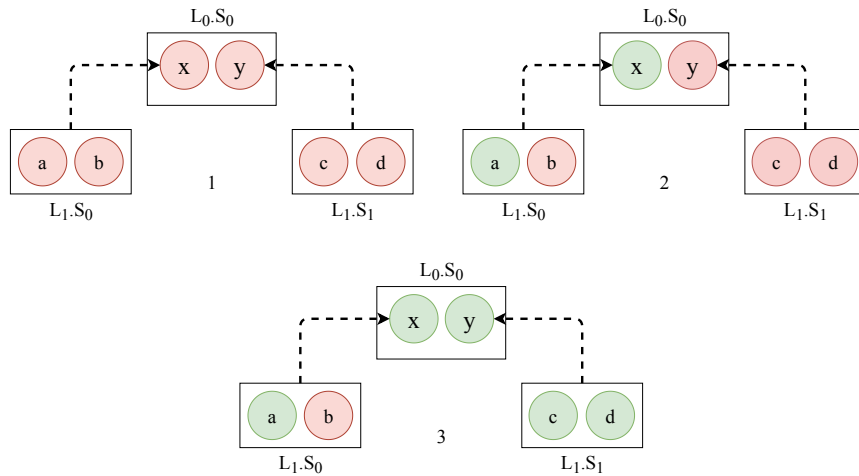 L₀.S₀
x y
a b
c d
1
L₁.S₀
L₁.S₁
L₀.S₀
x y
a b
c d
2
L₁.S₀
L₁.S₁
L₀.S₀
x y
a b
c d
3
L₁.S₀
L₁.S₁